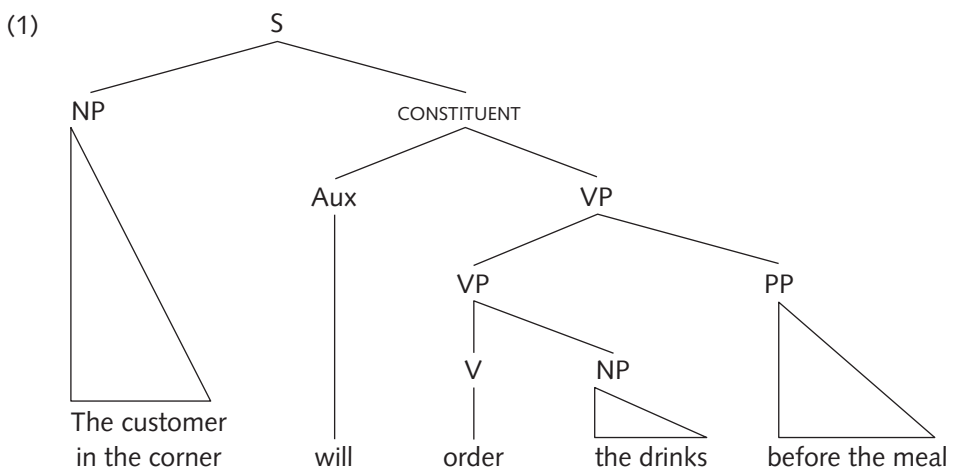 (1)
S
NP
CONSTITUENT
Aux
VP
VP
PP
V
NP
The customer
in the corner
will
order
the drinks
before the meal